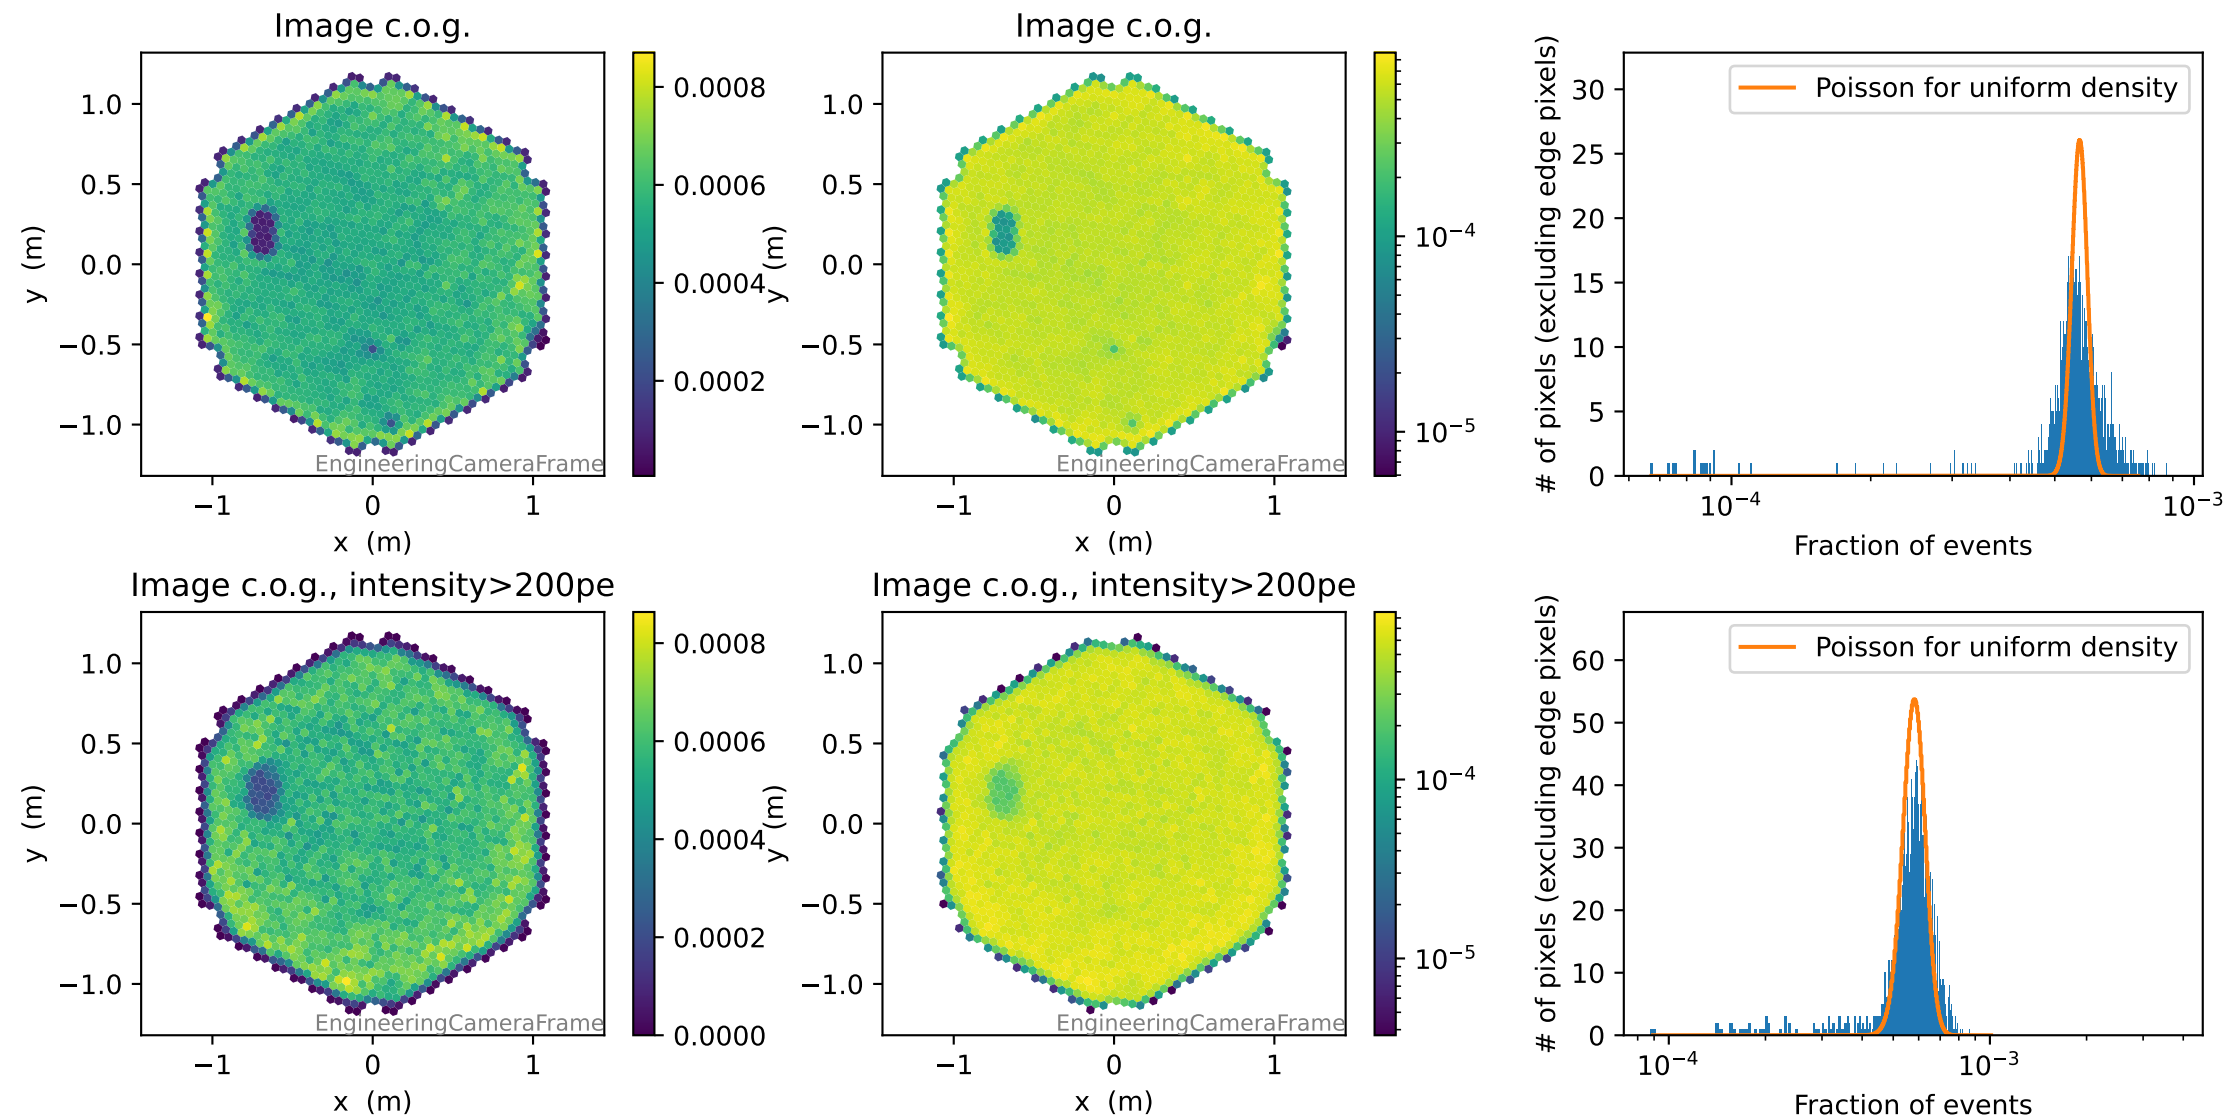 Image c.o.g.
y (m)
1.0
0.5
0.0
−0.5
−1.0
−1
0
1
x (m)
EngineeringCameraFrame
0.0008
0.0006
0.0004
0.0002
Image c.o.g.
y (m)
1.0
0.5
0.0
−0.5
−1.0
−1
0
1
x (m)
EngineeringCameraFrame
10−4
10−5
# of pixels (excluding edge pixels)
30
25
20
15
10
5
0
Poisson for uniform density
10−4
10−3
Fraction of events
Image c.o.g., intensity>200pe
y (m)
1.0
0.5
0.0
−0.5
−1.0
−1
0
1
x (m)
EngineeringCameraFrame
0.0008
0.0006
0.0004
0.0002
0.0000
Image c.o.g., intensity>200pe
y (m)
1.0
0.5
0.0
−0.5
−1.0
−1
0
1
x (m)
EngineeringCameraFrame
10−4
10−5
# of pixels (excluding edge pixels)
60
50
40
30
20
10
0
Poisson for uniform density
10−4
10−3
Fraction of events